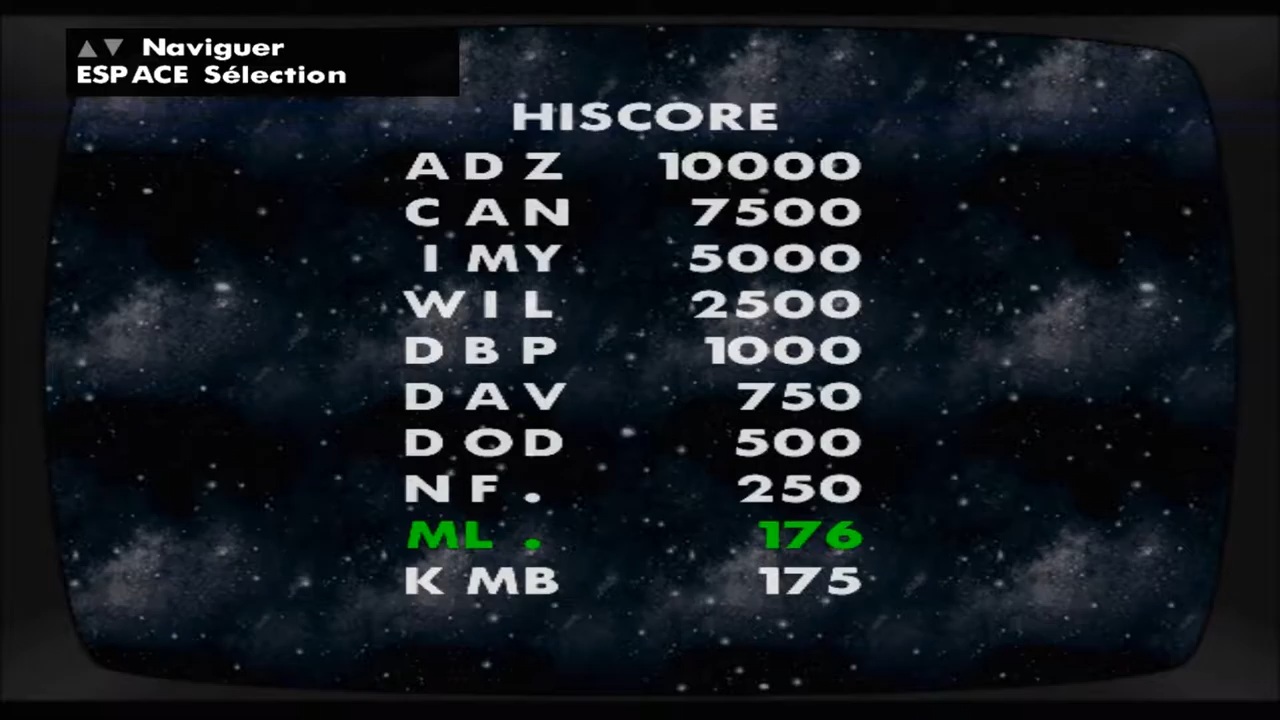 ▲▼ Naviguer
ESPACE Sélection
HISCORE
ADZ 10000
CAN 7500
IMY 5000
WIL 2500
DBP 1000
DAV 750
DOD 500
NF. 250
ML. 176
KMB 175